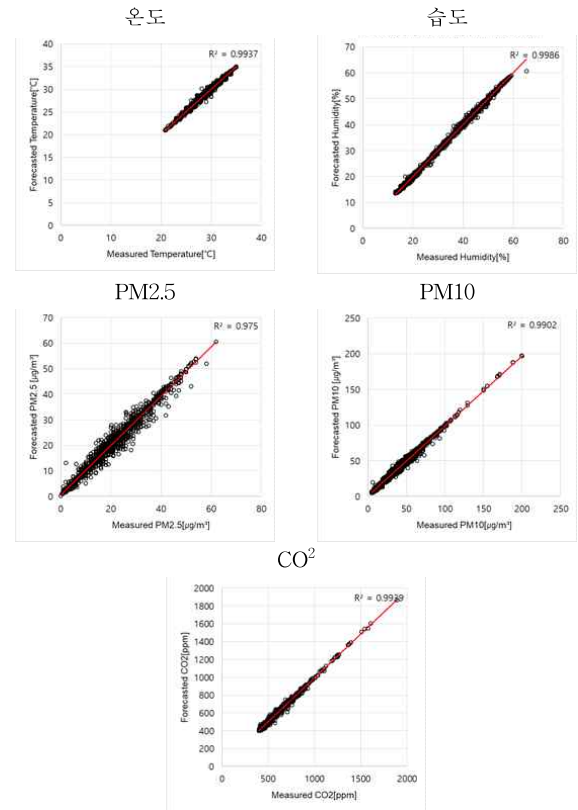 온도 습도
R² = 0.9937
40
35
30
25
20
15
10
5
0
0 10 20 30 40
Forecasted Temperature[℃]
Measured Temperature[℃]
R² = 0.9986
70
60
50
40
30
20
10
0
0 20 40 60 80
Forecasted Humidity[%]
Measured Humidity[%]
PM2.5 PM10
R² = 0.975
70
60
50
40
30
20
10
0
0 20 40 60 80
Forecasted PM2.5 [μg/m³]
Measured PM2.5[μg/m³]
R² = 0.9902
250
200
150
100
50
0
0 50 100 150 200 250
Forecasted PM10 [μg/m³]
Measured PM10[μg/m³]
CO²
R² = 0.9939
2000
1800
1600
1400
1200
1000
800
600
400
200
0
0 500 1000 1500 2000
Forecasted CO2[ppm]
Measured CO2[ppm]